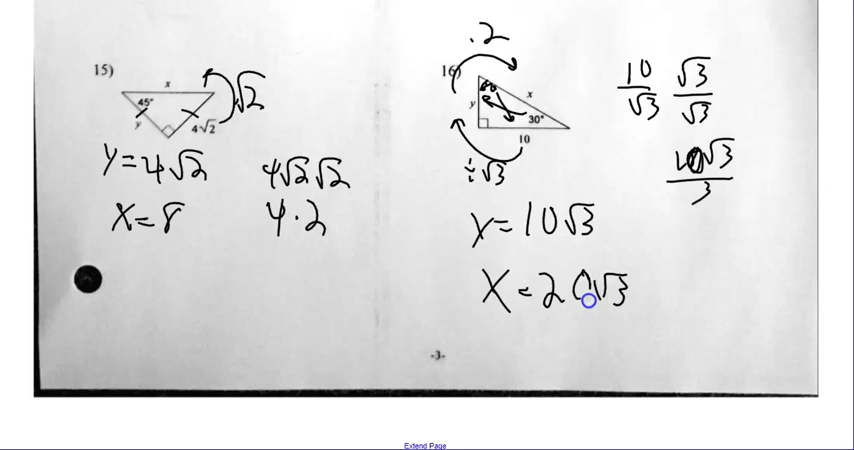 15)
x
45°
y
4√2
√2
y=4√2
4√2√2
x=8
4·2
.2
16)
60
x
y
30°
10
÷√3
10/√3 √3/√3
10√3/3
y=10√3
x=20√3
-3-
Extend Page